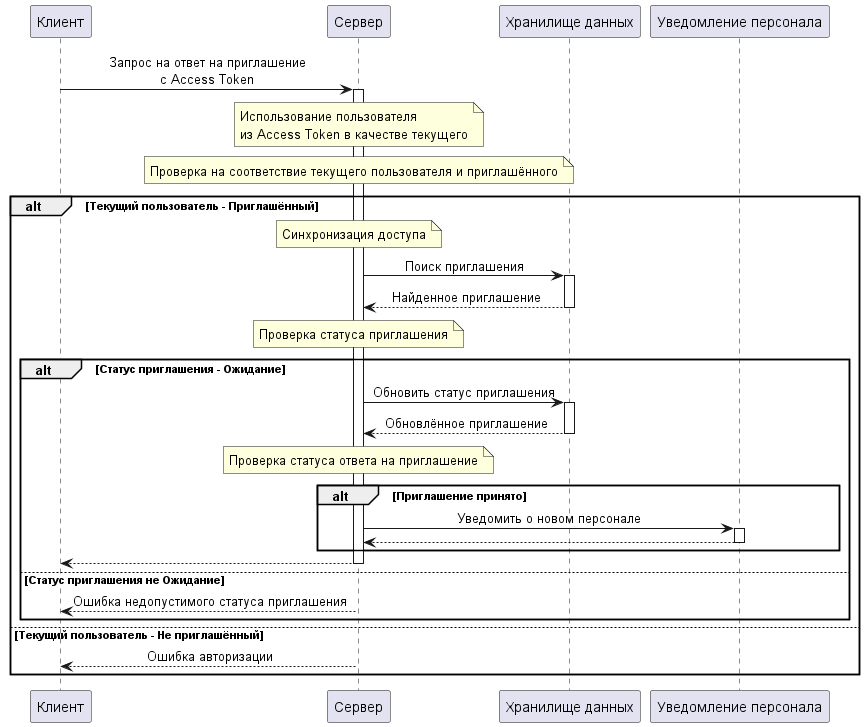 Клиент
Сервер
Хранилище данных
Уведомление персонала
Запрос на ответ на приглашение
с Access Token
Использование пользователя
из Access Token в качестве текущего
Проверка на соответствие текущего пользователя и приглашённого
alt
[Текущий пользователь - Приглашённый]
Синхронизация доступа
Поиск приглашения
Найденное приглашение
Проверка статуса приглашения
alt
[Статус приглашения - Ожидание]
Обновить статус приглашения
Обновлённое приглашение
Проверка статуса ответа на приглашение
alt
[Приглашение принято]
Уведомить о новом персонале
[Статус приглашения не Ожидание]
Ошибка недопустимого статуса приглашения
[Текущий пользователь - Не приглашённый]
Ошибка авторизации
Клиент
Сервер
Хранилище данных
Уведомление персонала